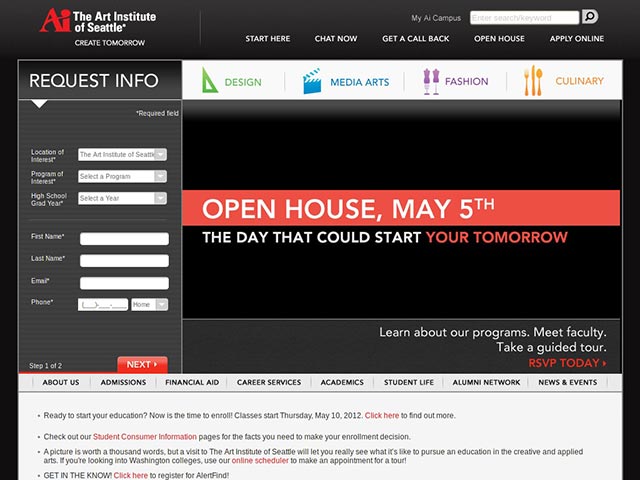 Ai The Art Institute
of Seattle®
CREATE TOMORROW
My Ai Campus
Enter search/keyword
START HERE
CHAT NOW
GET A CALL BACK
OPEN HOUSE
APPLY ONLINE
REQUEST INFO
DESIGN
MEDIA ARTS
FASHION
CULINARY
*Required field
Location of
Interest*
The Art Institute of Seattle
Program of
Interest*
Select a Program
High School
Grad Year*
Select a Year
First Name*
Last Name*
Email*
Phone*
(___)-___-____
Home
Step 1 of 2
NEXT
OPEN HOUSE, MAY 5TH
THE DAY THAT COULD START YOUR TOMORROW
Learn about our programs. Meet faculty.
Take a guided tour.
RSVP TODAY
ABOUT US
ADMISSIONS
FINANCIAL AID
CAREER SERVICES
ACADEMICS
STUDENT LIFE
ALUMNI NETWORK
NEWS & EVENTS
• Ready to start your education? Now is the time to enroll! Classes start Thursday, May 10, 2012. Click here to find out more.
• Check out our Student Consumer Information pages for the facts you need to make your enrollment decision.
• A picture is worth a thousand words, but a visit to The Art Institute of Seattle will let you really see what it's like to pursue an education in the creative and applied
arts. If you're looking into Washington colleges, use our online scheduler to make an appointment for a tour!
• GET IN THE KNOW! Click here to register for AlertFind!